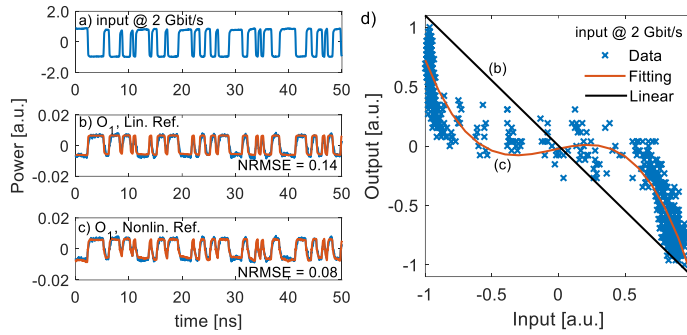 a) input @ 2 Gbit/s
2.0
0
-2.0
0 10 20 30 40 50
b) O1, Lin. Ref.
NRMSE = 0.14
0.02
0
-0.02
0 10 20 30 40 50
c) O1, Nonlin. Ref.
NRMSE = 0.08
0.02
0
-0.02
0 10 20 30 40 50
Power [a.u.]
time [ns]
d)
input @ 2 Gbit/s
Data
Fitting
Linear
(b)
(c)
1
0.5
0
-0.5
-1
-1 -0.5 0 0.5
Output [a.u.]
Input [a.u.]